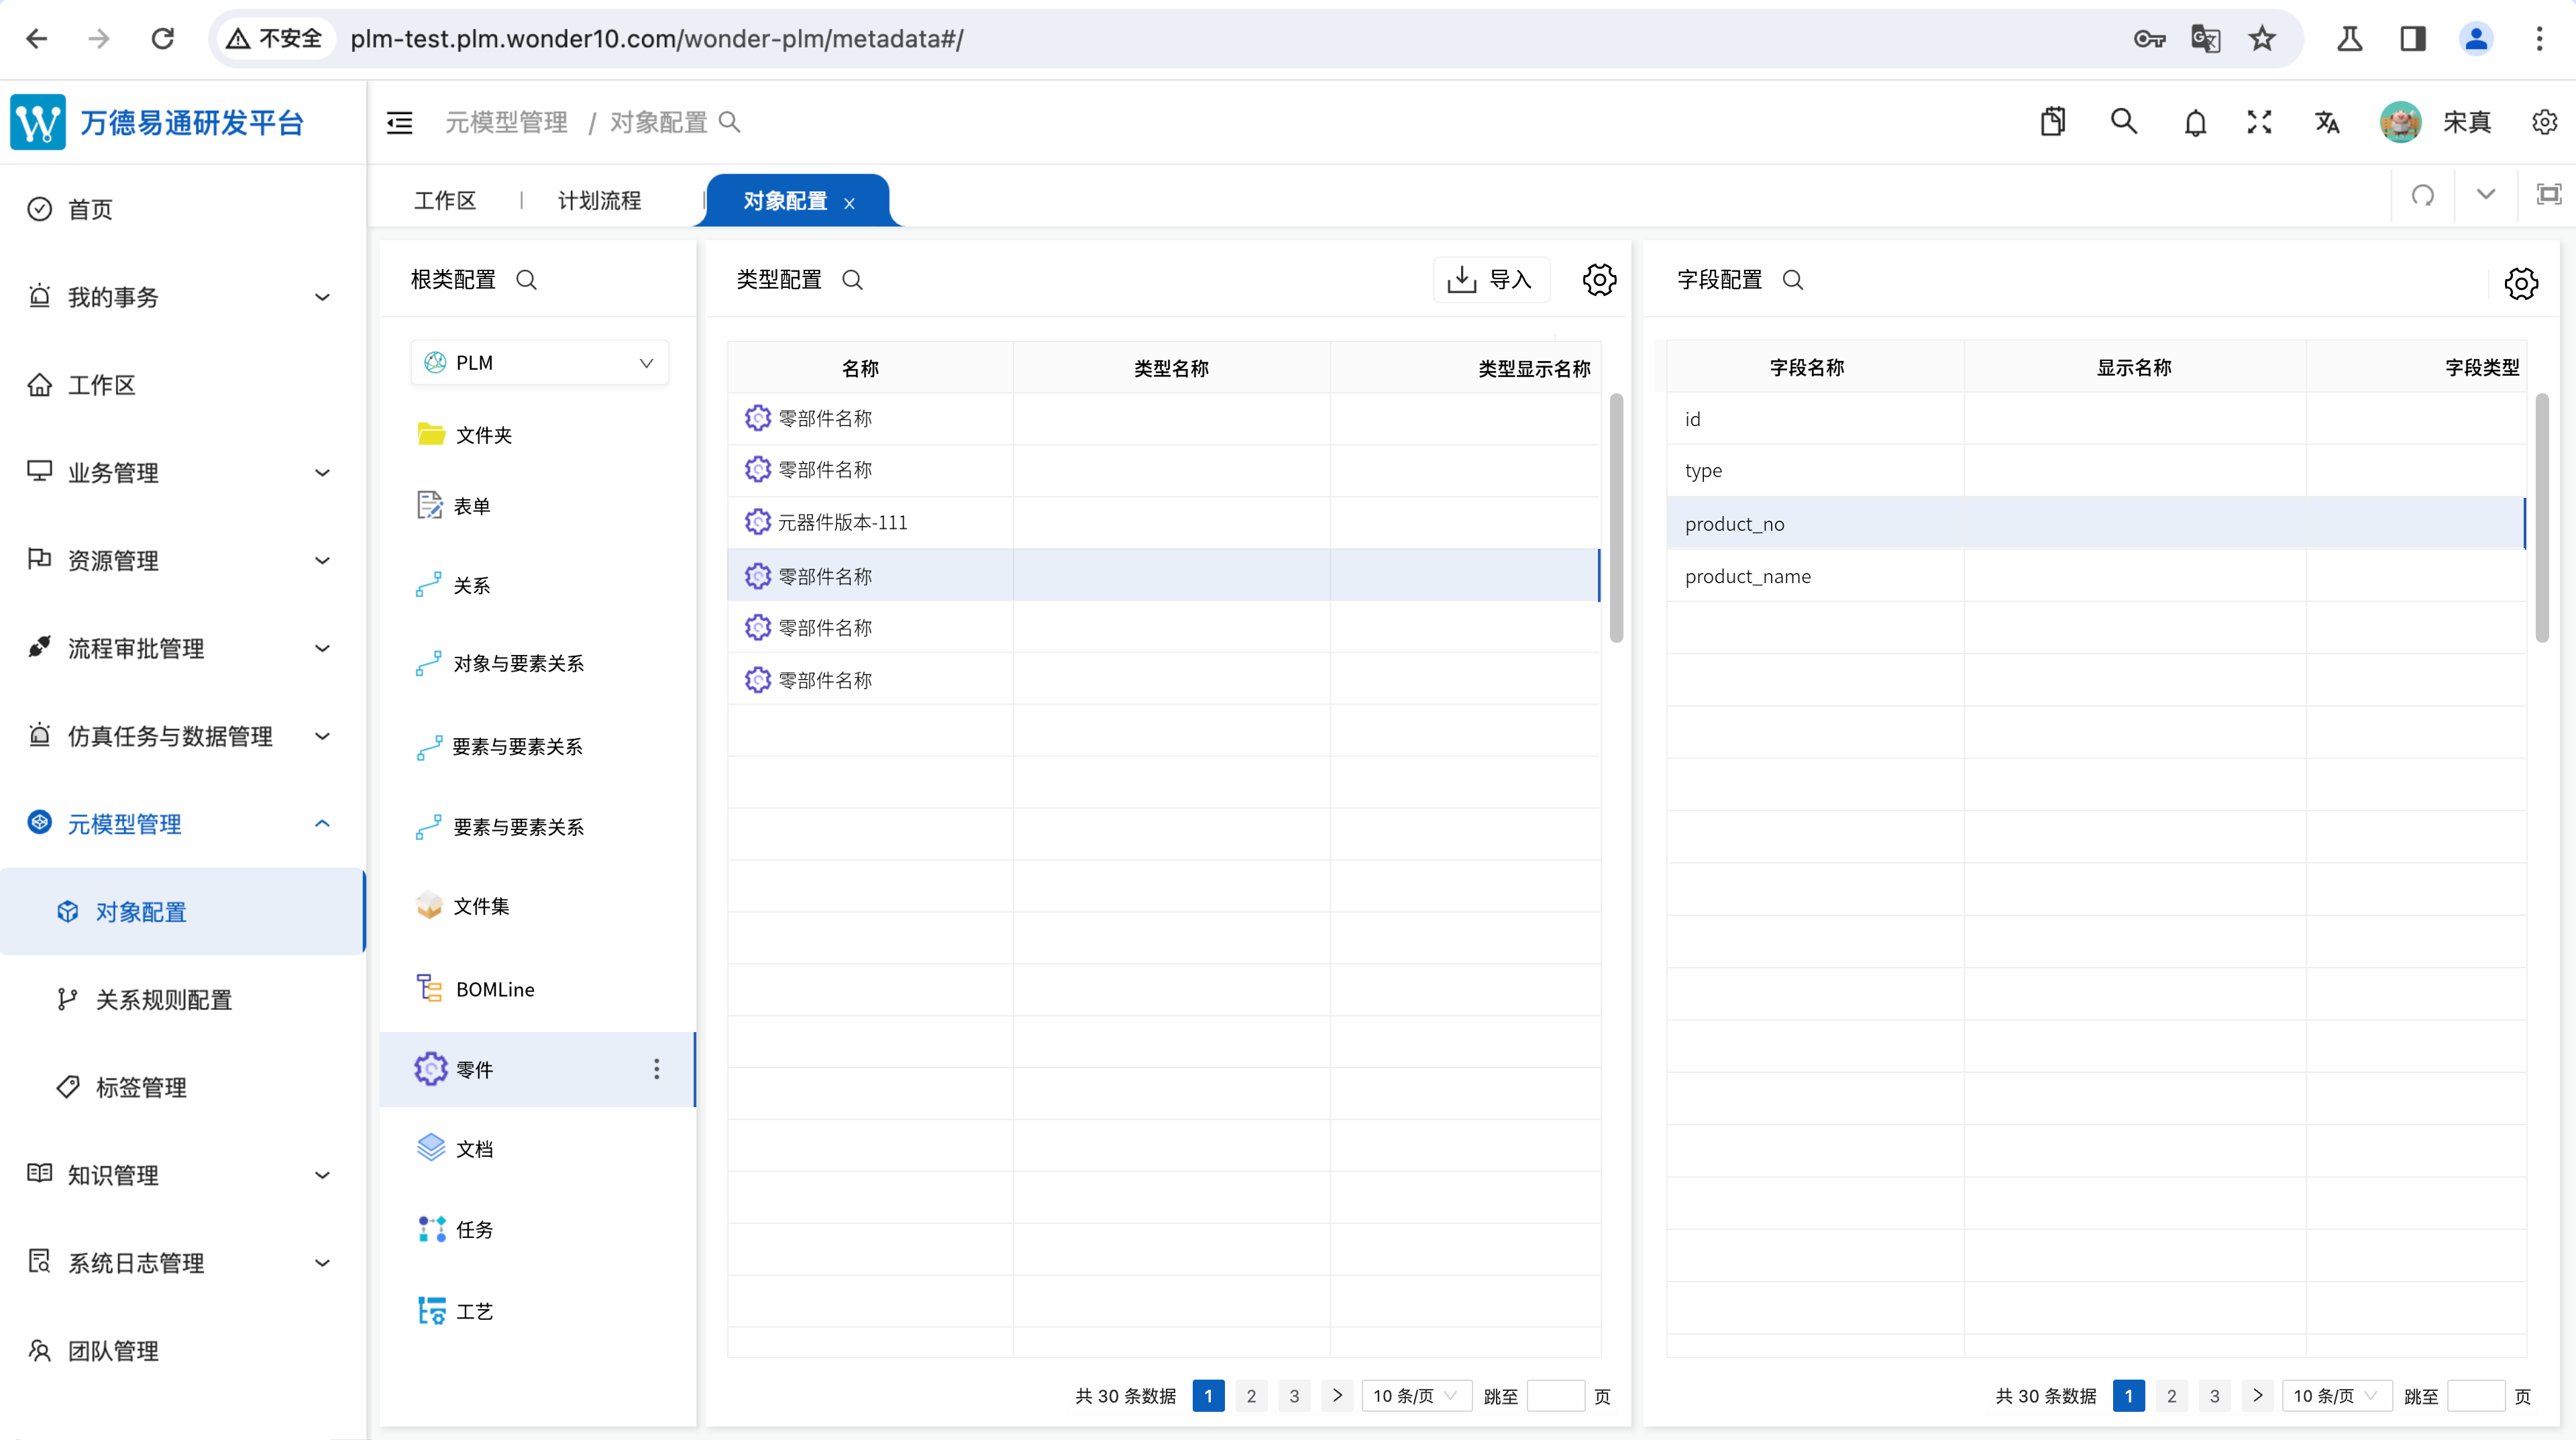 不安全
plm-test.plm.wonder10.com/wonder-plm/metadata#/
万德易通研发平台
元模型管理 / 对象配置
宋真
工作区
计划流程
对象配置
首页
我的事务
工作区
业务管理
资源管理
流程审批管理
仿真任务与数据管理
元模型管理
对象配置
关系规则配置
标签管理
知识管理
系统日志管理
团队管理
根类配置
PLM
文件夹
表单
关系
对象与要素关系
要素与要素关系
要素与要素关系
文件集
BOMLine
零件
文档
任务
工艺
类型配置
导入
名称 类型名称 类型显示名称
零部件名称
零部件名称
元器件版本-111
零部件名称
零部件名称
零部件名称
共 30 条数据 1 2 3 10 条/页 跳至 页
字段配置
字段名称 显示名称 字段类型
id
type
product_no
product_name
共 30 条数据 1 2 3 10 条/页 跳至 页